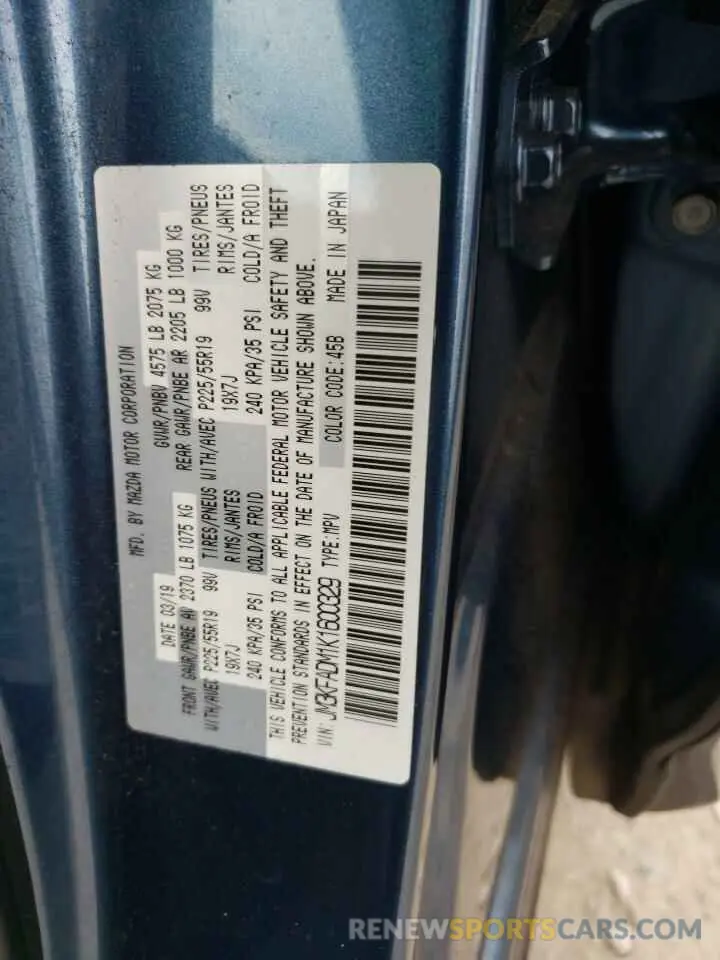 MFD. BY MAZDA MOTOR CORPORATION
DATE 03/19 GVWR/PNBV 4575 LB 2075 KG
FRONT GAWR/PNBE AV 2370 LB 1075 KG REAR GAWR/PNBE AR 2205 LB 1000 KG
WITH/AVEC P225/55R19 99V TIRES/PNEUS WITH/AVEC P225/55R19 99V TIRES/PNEUS
19X7J RIMS/JANTES 19X7J RIMS/JANTES
240 KPA/35 PSI COLD/A FROID 240 KPA/35 PSI COLD/A FROID
THIS VEHICLE CONFORMS TO ALL APPLICABLE FEDERAL MOTOR VEHICLE SAFETY AND THEFT
PREVENTION STANDARDS IN EFFECT ON THE DATE OF MANUFACTURE SHOWN ABOVE.
VIN: JM3KFADM1K1600329 TYPE:MPV COLOR CODE:45B MADE IN JAPAN
RENEWSPORTSCARS.COM